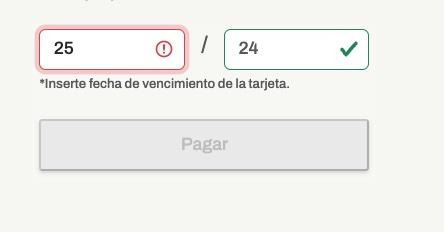 25 / 24
*Inserte fecha de vencimiento de la tarjeta.
Pagar